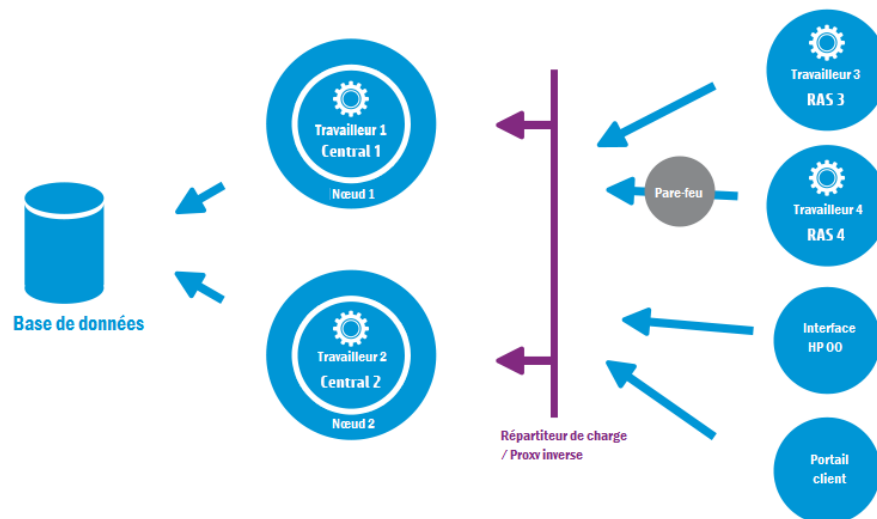 Travailleur 1
Central 1
Nœud 1
Base de données
Travailleur 2
Central 2
Nœud 2
Répartiteur de charge
/ Proxy inverse
Pare-feu
Travailleur 3
RAS 3
Travailleur 4
RAS 4
Interface
HP OO
Portail
client